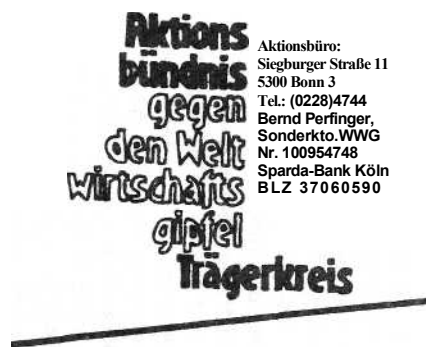 Aktions
bündnis
gegen
den Welt
wirtschafts
gipfel
Trägerkreis
Aktionsbüro:
Siegburger Straße 11
5300 Bonn 3
Tel.: (0228)4744
Bernd Perfinger,
Sonderkto.WWG
Nr. 100954748
Sparda-Bank Köln
BLZ 37060590